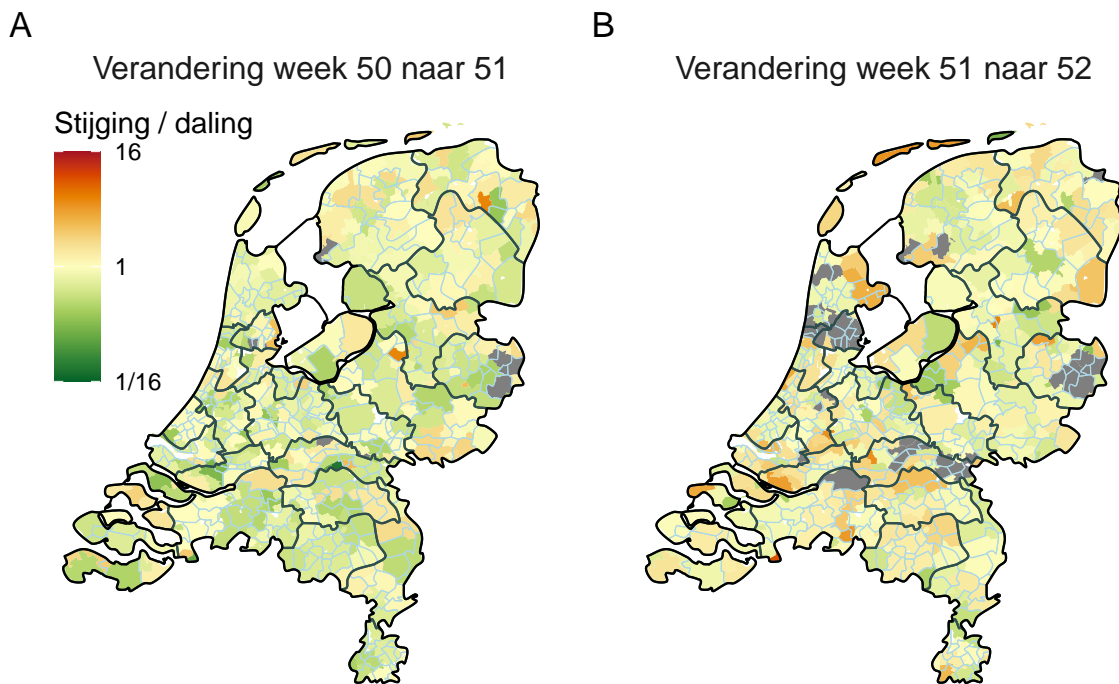 A
Verandering week 50 naar 51
Stijging / daling
16
1
1/16
B
Verandering week 51 naar 52